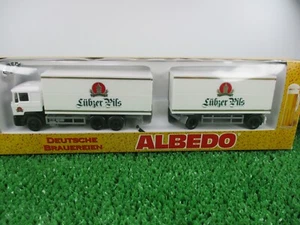 Lübzer Pils
Lübzer Pils
DEUTSCHE
BRAUEREIEN
ALBEDO